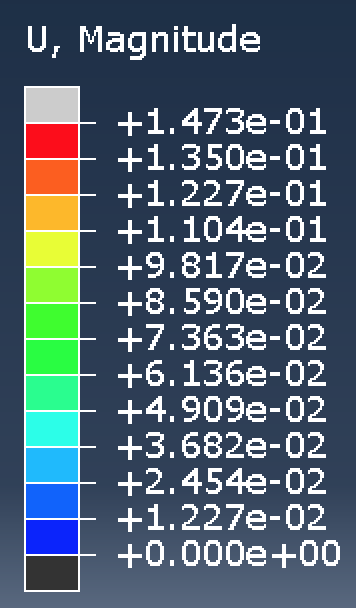 U, Magnitude
+1.473e-01
+1.350e-01
+1.227e-01
+1.104e-01
+9.817e-02
+8.590e-02
+7.363e-02
+6.136e-02
+4.909e-02
+3.682e-02
+2.454e-02
+1.227e-02
+0.000e+00